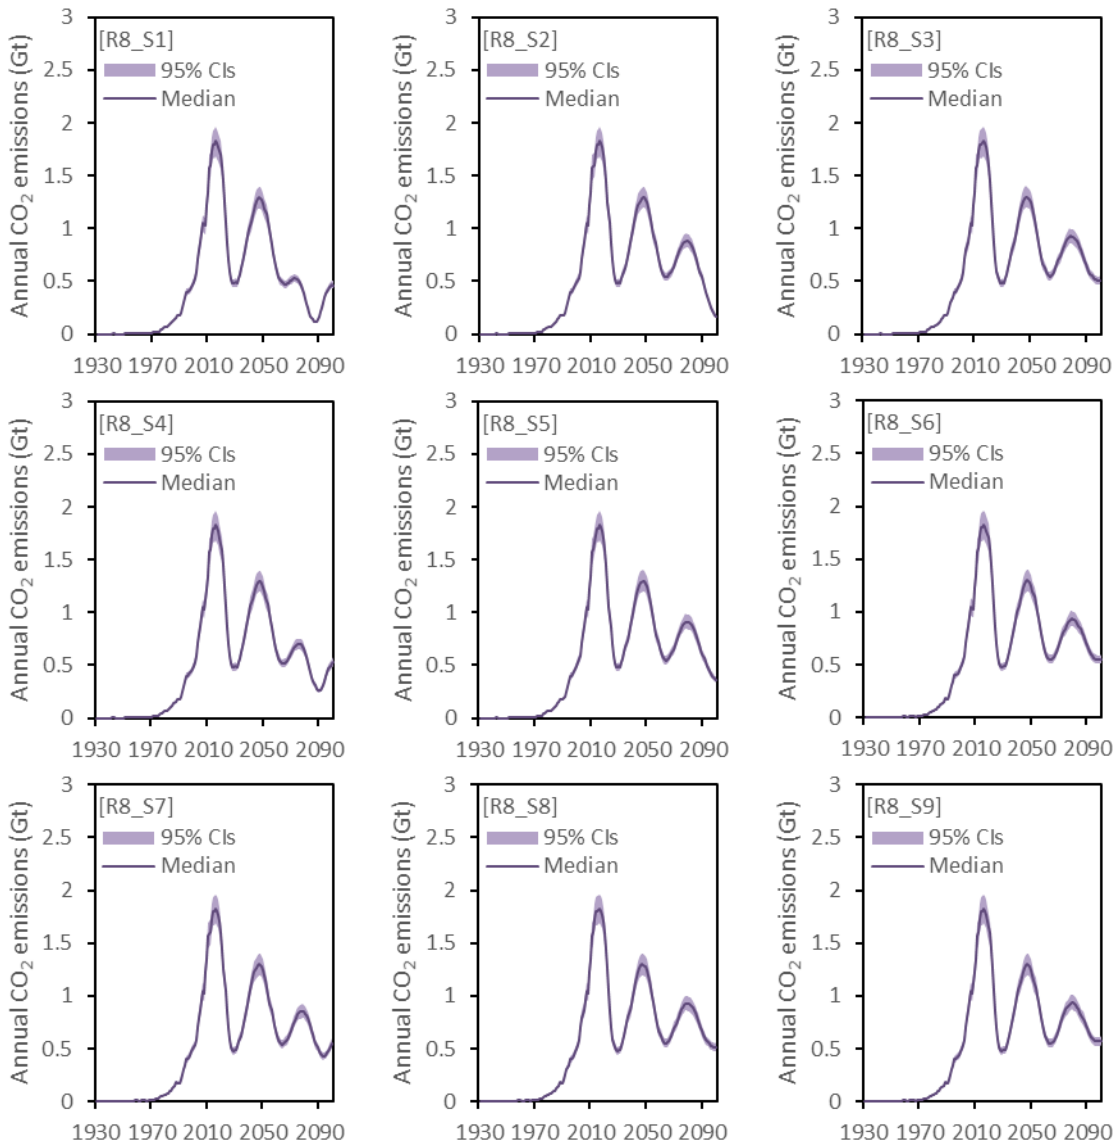 Annual CO₂ emissions (Gt)
3
2.5
2
1.5
1
0.5
0
[R8_S1]
95% CIs
Median
1930 1970 2010 2050 2090
Annual CO₂ emissions (Gt)
3
2.5
2
1.5
1
0.5
0
[R8_S2]
95% CIs
Median
1930 1970 2010 2050 2090
Annual CO₂ emissions (Gt)
3
2.5
2
1.5
1
0.5
0
[R8_S3]
95% CIs
Median
1930 1970 2010 2050 2090
Annual CO₂ emissions (Gt)
3
2.5
2
1.5
1
0.5
0
[R8_S4]
95% CIs
Median
1930 1970 2010 2050 2090
Annual CO₂ emissions (Gt)
3
2.5
2
1.5
1
0.5
0
[R8_S5]
95% CIs
Median
1930 1970 2010 2050 2090
Annual CO₂ emissions (Gt)
3
2.5
2
1.5
1
0.5
0
[R8_S6]
95% CIs
Median
1930 1970 2010 2050 2090
Annual CO₂ emissions (Gt)
3
2.5
2
1.5
1
0.5
0
[R8_S7]
95% CIs
Median
1930 1970 2010 2050 2090
Annual CO₂ emissions (Gt)
3
2.5
2
1.5
1
0.5
0
[R8_S8]
95% CIs
Median
1930 1970 2010 2050 2090
Annual CO₂ emissions (Gt)
3
2.5
2
1.5
1
0.5
0
[R8_S9]
95% CIs
Median
1930 1970 2010 2050 2090